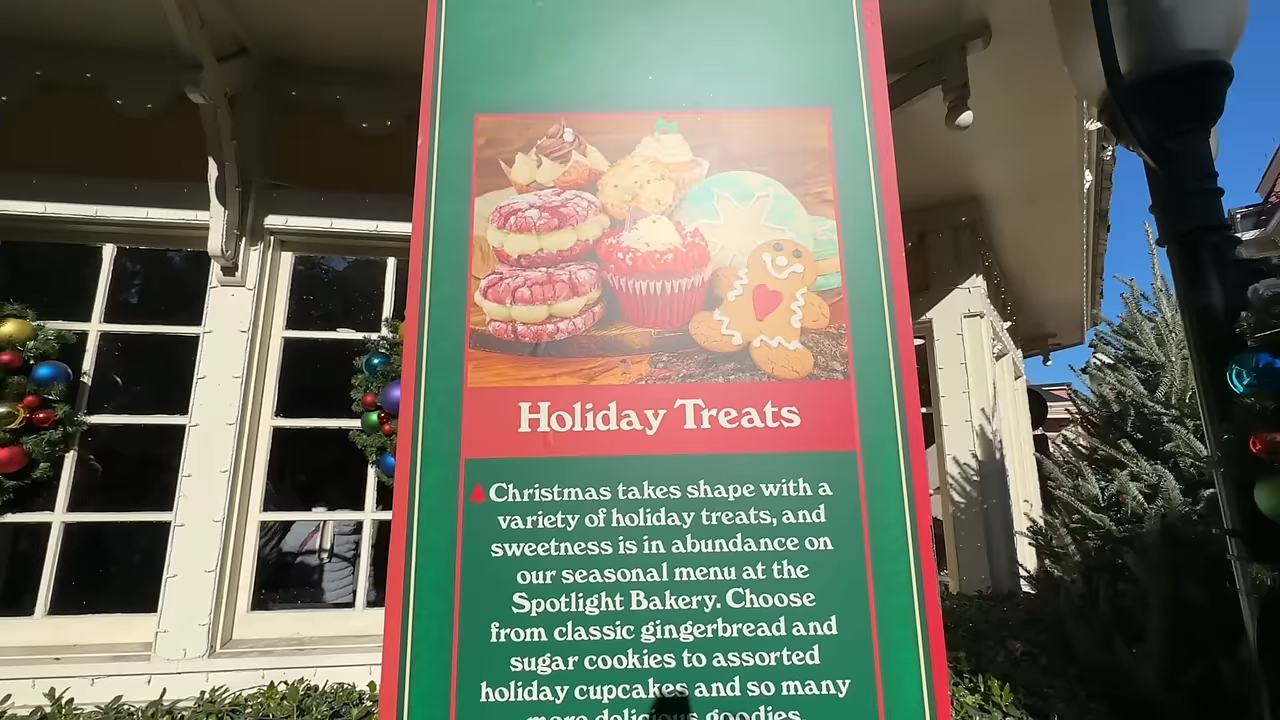 Holiday Treats
Christmas takes shape with a
variety of holiday treats, and
sweetness is in abundance on
our seasonal menu at the
Spotlight Bakery. Choose
from classic gingerbread and
sugar cookies to assorted
holiday cupcakes and so many
more delicious goodies.